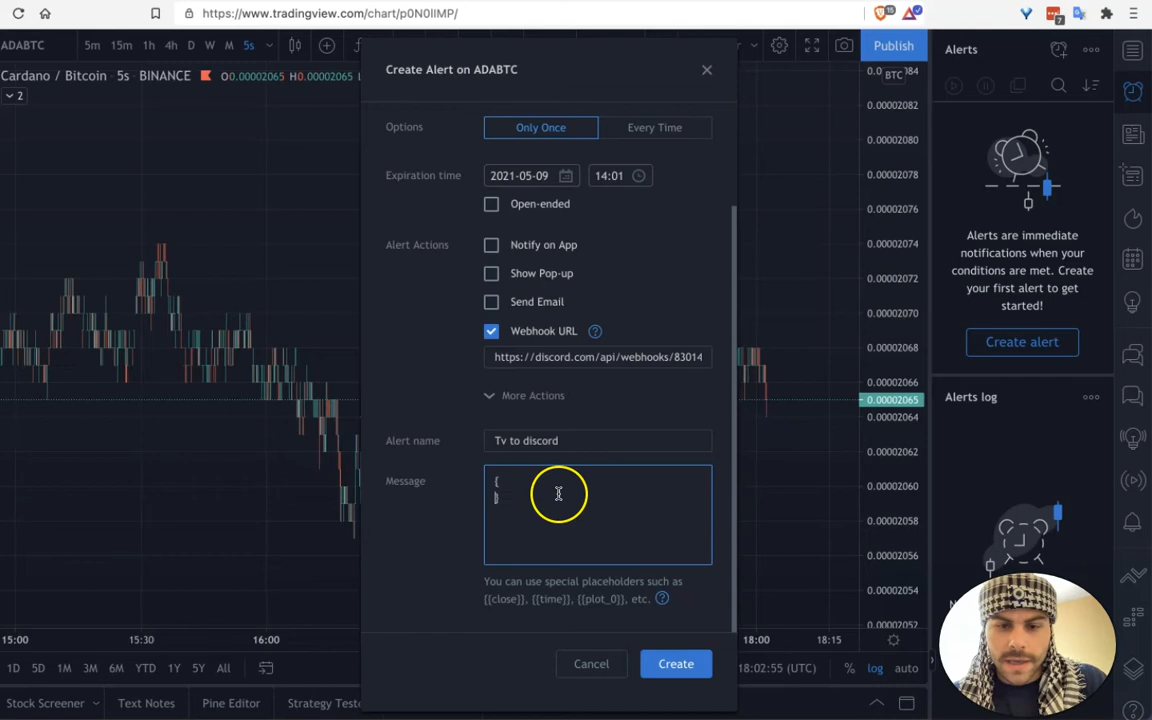 https://www.tradingview.com/chart/p0N0lIMP/
15
7
ADABTC
5m 15m 1h 4h D W M 5s
Publish
Cardano / Bitcoin · 5s · BINANCE
O0.00002065 H0.00002065
2
BTC
0.00002082
0.00002080
0.00002078
0.00002076
0.00002074
0.00002072
0.00002070
0.00002068
0.00002066
0.00002065
0.00002064
0.00002062
0.00002060
0.00002058
0.00002056
0.00002054
0.00002052
Create Alert on ADABTC
Options
Only Once
Every Time
Expiration time
2021-05-09
14:01
Open-ended
Alert Actions
Notify on App
Show Pop-up
Send Email
Webhook URL
https://discord.com/api/webhooks/83014
More Actions
Alert name
Tv to discord
Message
{
}
You can use special placeholders such as
{{close}}, {{time}}, {{plot_0}}, etc.
Cancel
Create
Alerts
Alerts are immediate
notifications when your
conditions are met. Create
your first alert to get
started!
Create alert
Alerts log
15:00
15:30
16:00
18:00
18:15
1D 5D 1M 3M 6M YTD 1Y 5Y All
18:02:55 (UTC)
%
log
auto
Stock Screener
Text Notes
Pine Editor
Strategy Teste